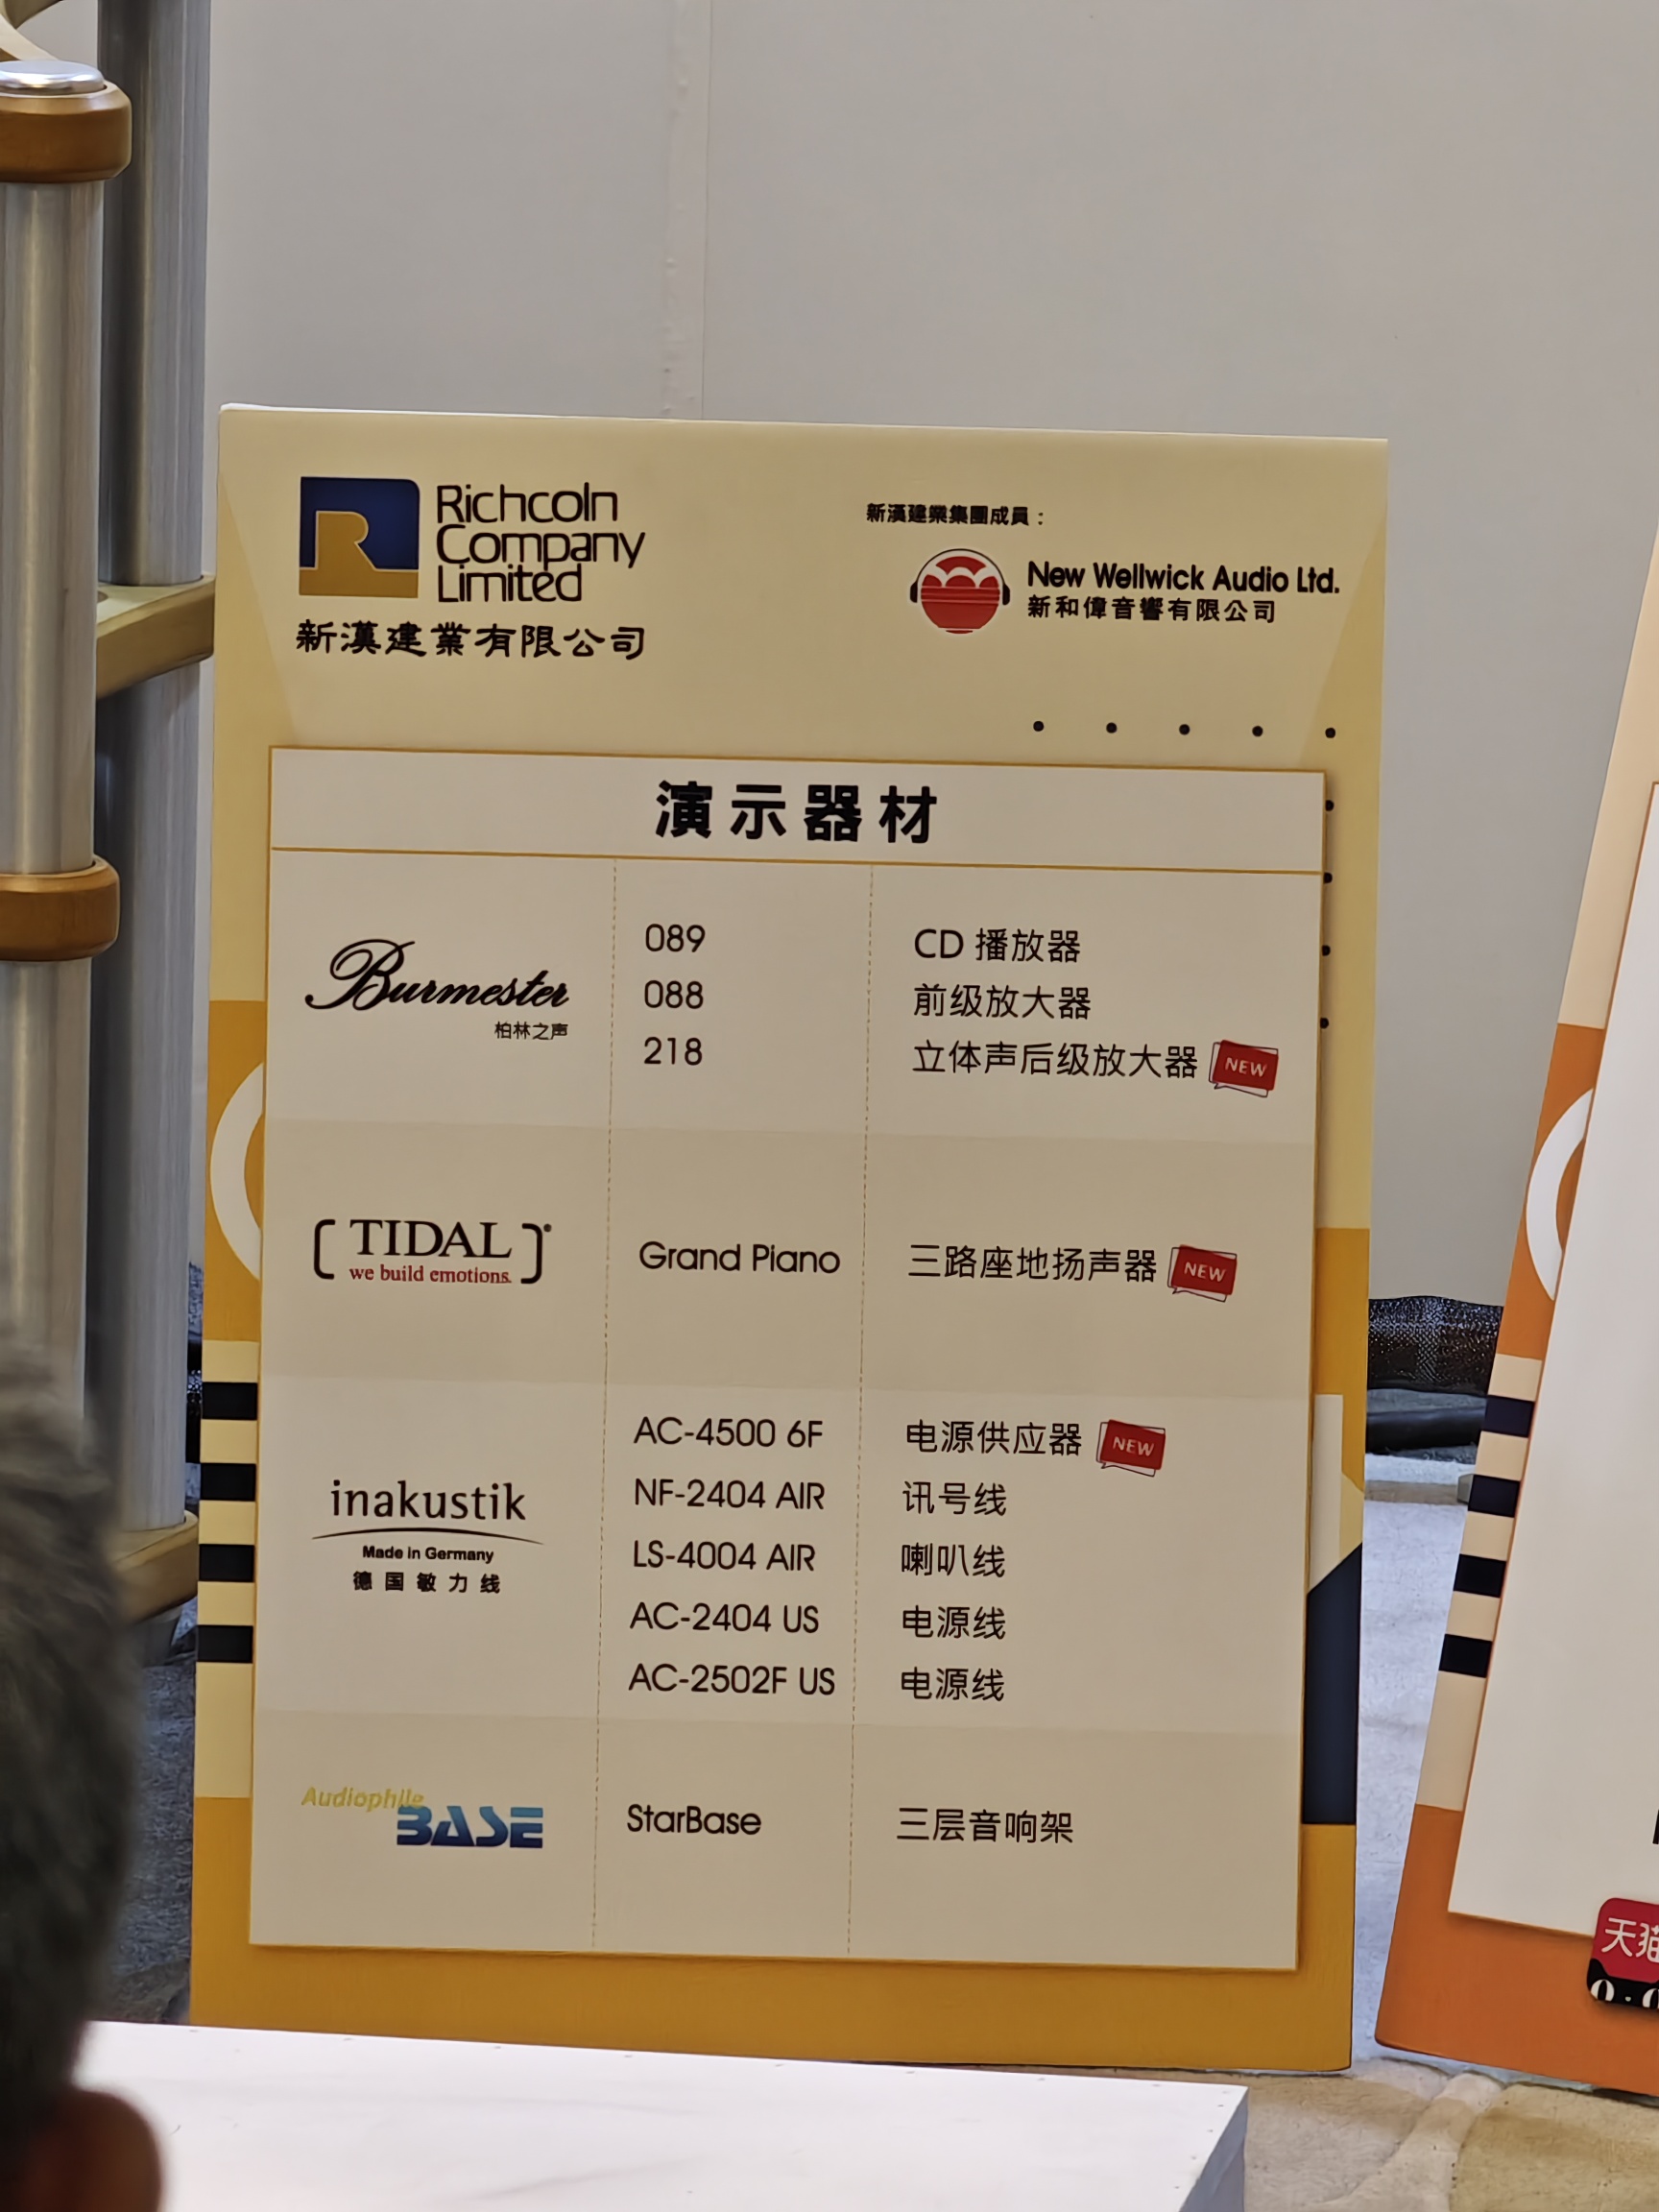 Richcoln
Company
Limited
新漢建業有限公司
新漢建業集團成員：
New Wellwick Audio Ltd.
新和偉音響有限公司
演示器材
Burmester
柏林之声
089 CD 播放器
088 前级放大器
218 立体声后级放大器 NEW
[TIDAL]®
we build emotions.
Grand Piano 三路座地扬声器 NEW
inakustik
Made in Germany
德国敏力线
AC-4500 6F 电源供应器 NEW
NF-2404 AIR 讯号线
LS-4004 AIR 喇叭线
AC-2404 US 电源线
AC-2502F US 电源线
Audiophile
BASE
StarBase 三层音响架
天猫